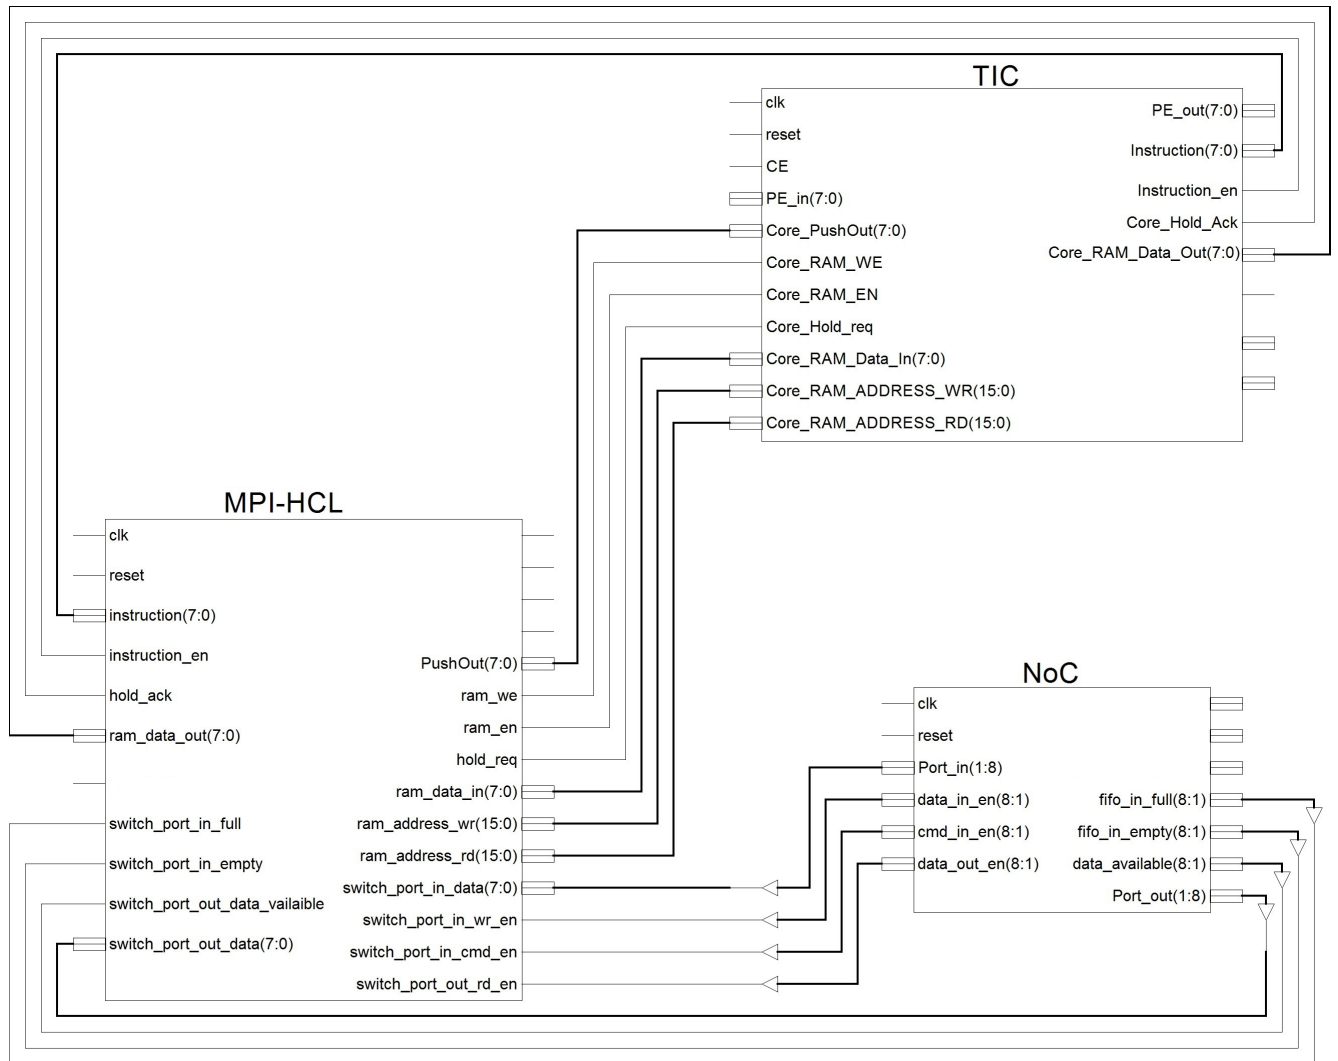 TIC
clk
reset
CE
PE_in(7:0)
Core_PushOut(7:0)
Core_RAM_WE
Core_RAM_EN
Core_Hold_req
Core_RAM_Data_In(7:0)
Core_RAM_ADDRESS_WR(15:0)
Core_RAM_ADDRESS_RD(15:0)
PE_out(7:0)
Instruction(7:0)
Instruction_en
Core_Hold_Ack
Core_RAM_Data_Out(7:0)
MPI-HCL
clk
reset
instruction(7:0)
instruction_en
hold_ack
ram_data_out(7:0)
switch_port_in_full
switch_port_in_empty
switch_port_out_data_vailaible
switch_port_out_data(7:0)
PushOut(7:0)
ram_we
ram_en
hold_req
ram_data_in(7:0)
ram_address_wr(15:0)
ram_address_rd(15:0)
switch_port_in_data(7:0)
switch_port_in_wr_en
switch_port_in_cmd_en
switch_port_out_rd_en
NoC
clk
reset
Port_in(1:8)
data_in_en(8:1)
cmd_in_en(8:1)
data_out_en(8:1)
fifo_in_full(8:1)
fifo_in_empty(8:1)
data_available(8:1)
Port_out(1:8)